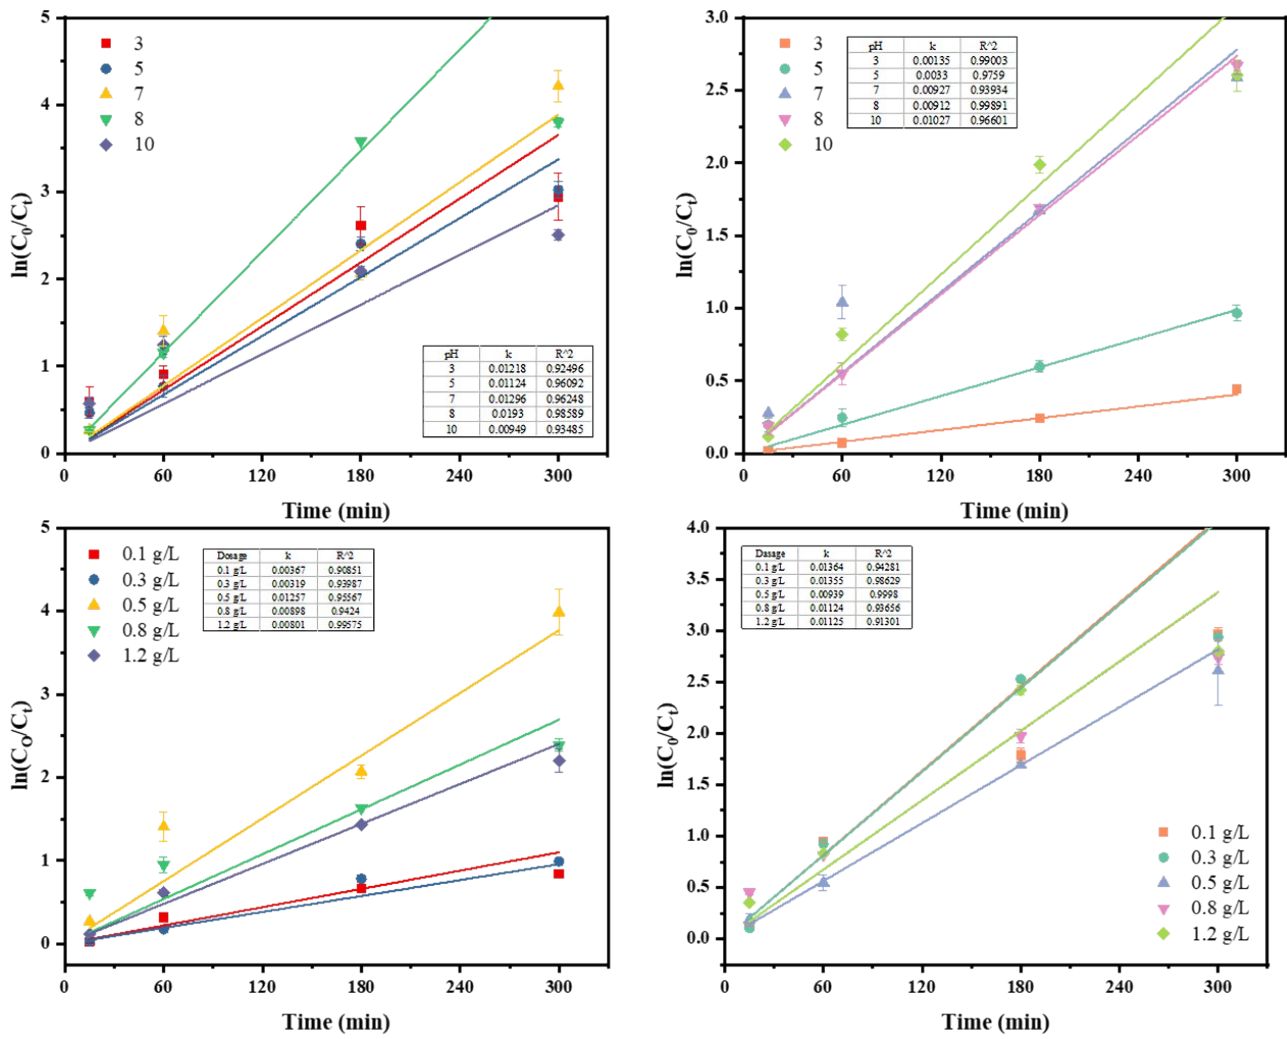 5
4
3
2
1
0
ln(C0/Ct)
3
5
7
8
10
pH k R^2
3 0.01218 0.92496
5 0.01124 0.96092
7 0.01296 0.96248
8 0.0193 0.98589
10 0.00949 0.93485
0 60 120 180 240 300
Time (min)
3.0
2.5
2.0
1.5
1.0
0.5
0.0
ln(C0/Ct)
3
5
7
8
10
pH k R^2
3 0.00135 0.99003
5 0.0033 0.9759
7 0.00927 0.93934
8 0.00912 0.99891
10 0.01027 0.96601
0 60 120 180 240 300
Time (min)
5
4
3
2
1
0
ln(CO/Ct)
0.1 g/L
0.3 g/L
0.5 g/L
0.8 g/L
1.2 g/L
Dosage k R^2
0.1 g/L 0.00367 0.90851
0.3 g/L 0.00319 0.93987
0.5 g/L 0.01257 0.95567
0.8 g/L 0.00898 0.9424
1.2 g/L 0.00801 0.99575
0 60 120 180 240 300
Time (min)
4.0
3.5
3.0
2.5
2.0
1.5
1.0
0.5
0.0
ln(C0/Ct)
Dasage k R^2
0.1 g/L 0.01364 0.94281
0.3 g/L 0.01355 0.98629
0.5 g/L 0.00939 0.9998
0.8 g/L 0.01124 0.93656
1.2 g/L 0.01125 0.91301
0.1 g/L
0.3 g/L
0.5 g/L
0.8 g/L
1.2 g/L
0 60 120 180 240 300
Time (min)